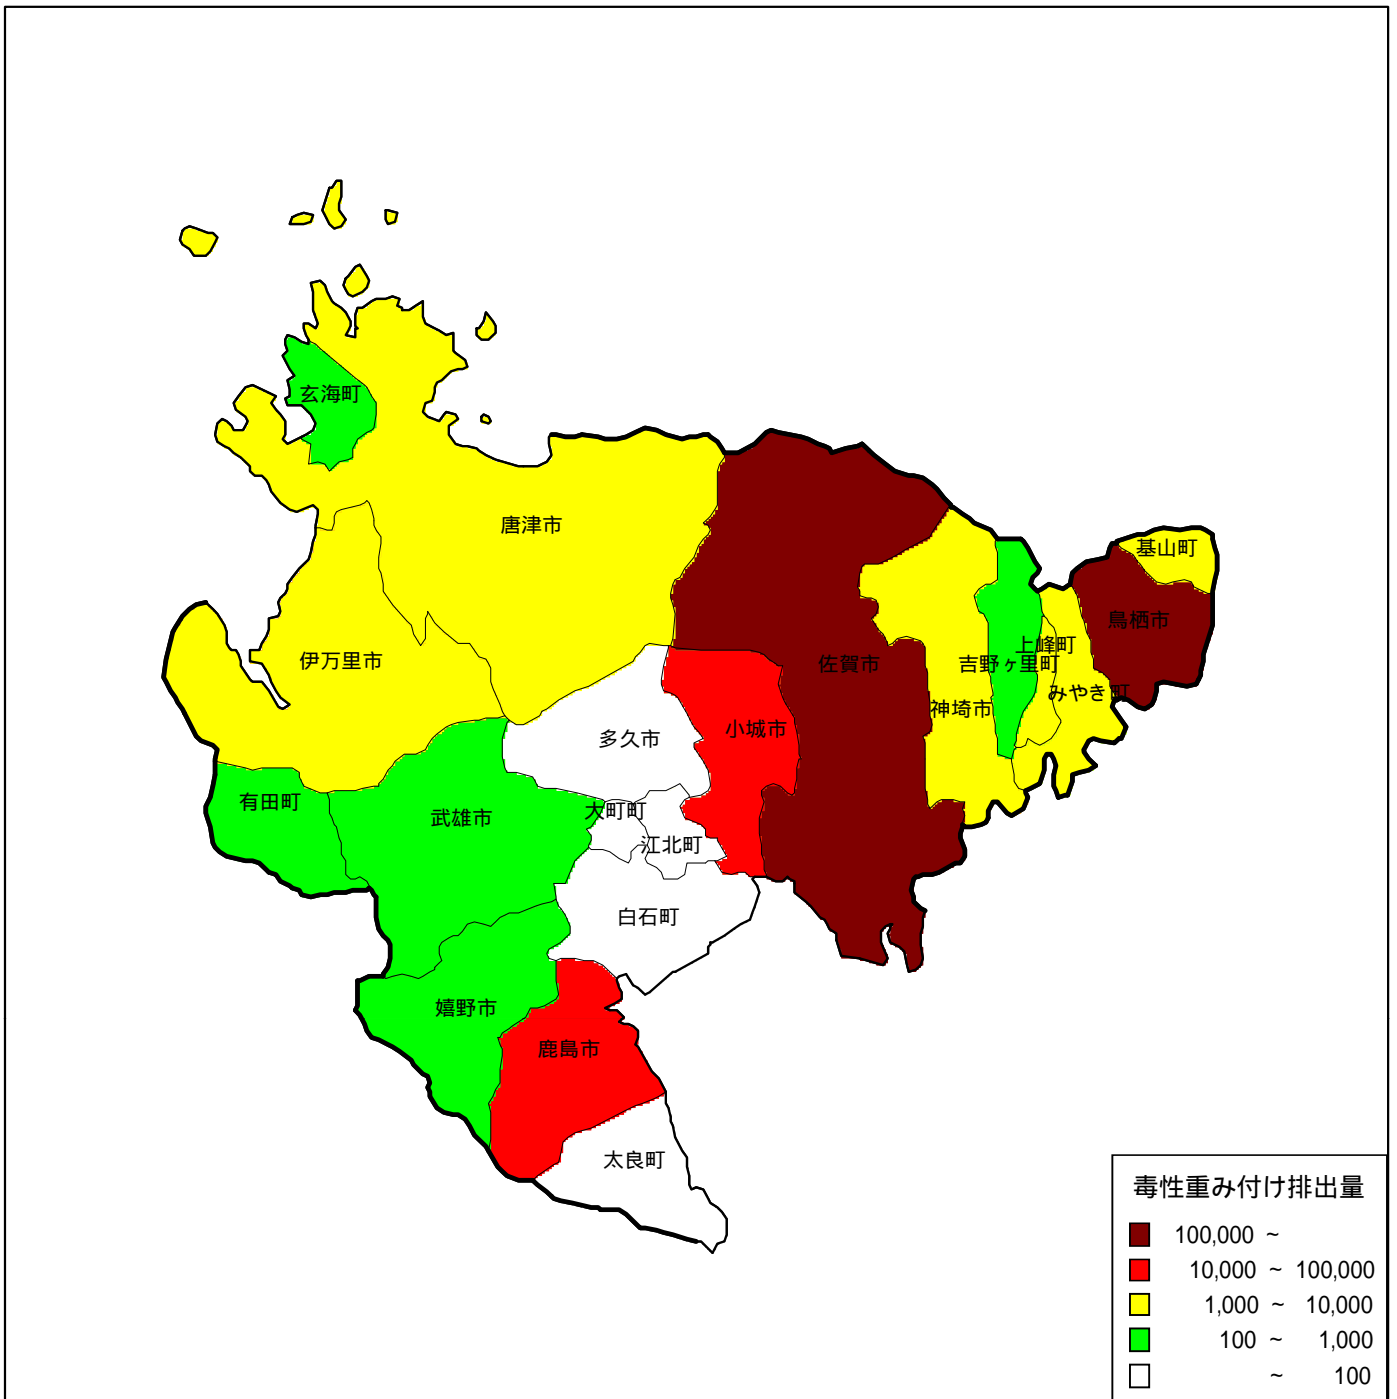 玄海町
唐津市
基山町
鳥栖市
上峰町
伊万里市
佐賀市
吉野ヶ里町
みやき町
神埼市
小城市
多久市
有田町
大町町
武雄市
江北町
白石町
嬉野市
鹿島市
太良町
毒性重み付け排出量
100,000 ~
10,000 ~ 100,000
1,000 ~ 10,000
100 ~ 1,000
~ 100